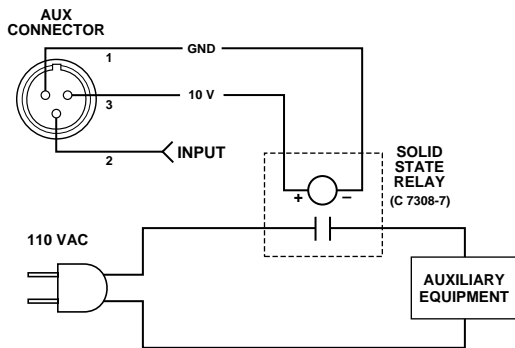 AUX
CONNECTOR
1
GND
3
10 V
2
INPUT
SOLID
STATE
RELAY
(C 7308-7)
+
–
110 VAC
AUXILIARY
EQUIPMENT